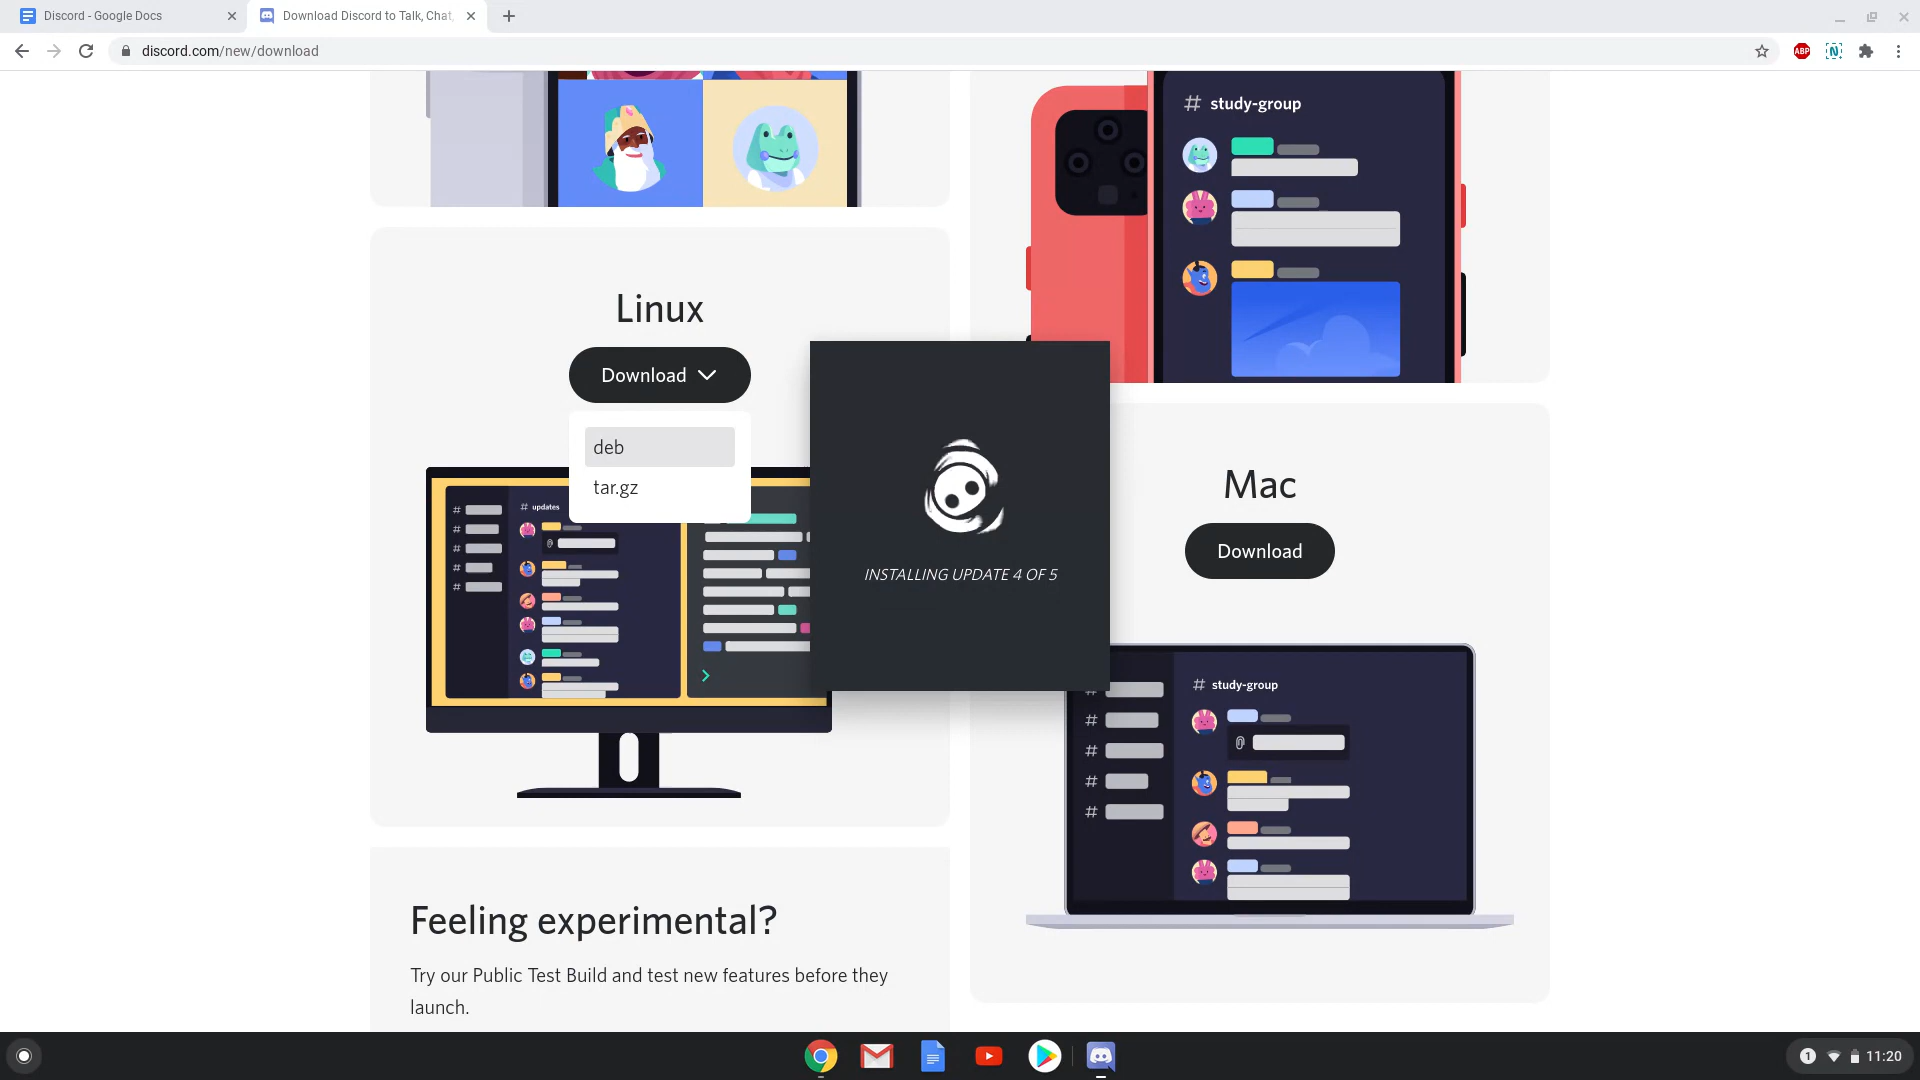 Discord - Google Docs
Download Discord to Talk, Chat,
discord.com/new/download
ABP
N
# study-group
Linux
Download
deb
tar.gz
# updates
INSTALLING UPDATE 4 OF 5
Mac
Download
# study-group
Feeling experimental?
Try our Public Test Build and test new features before they
launch.
1
11:20